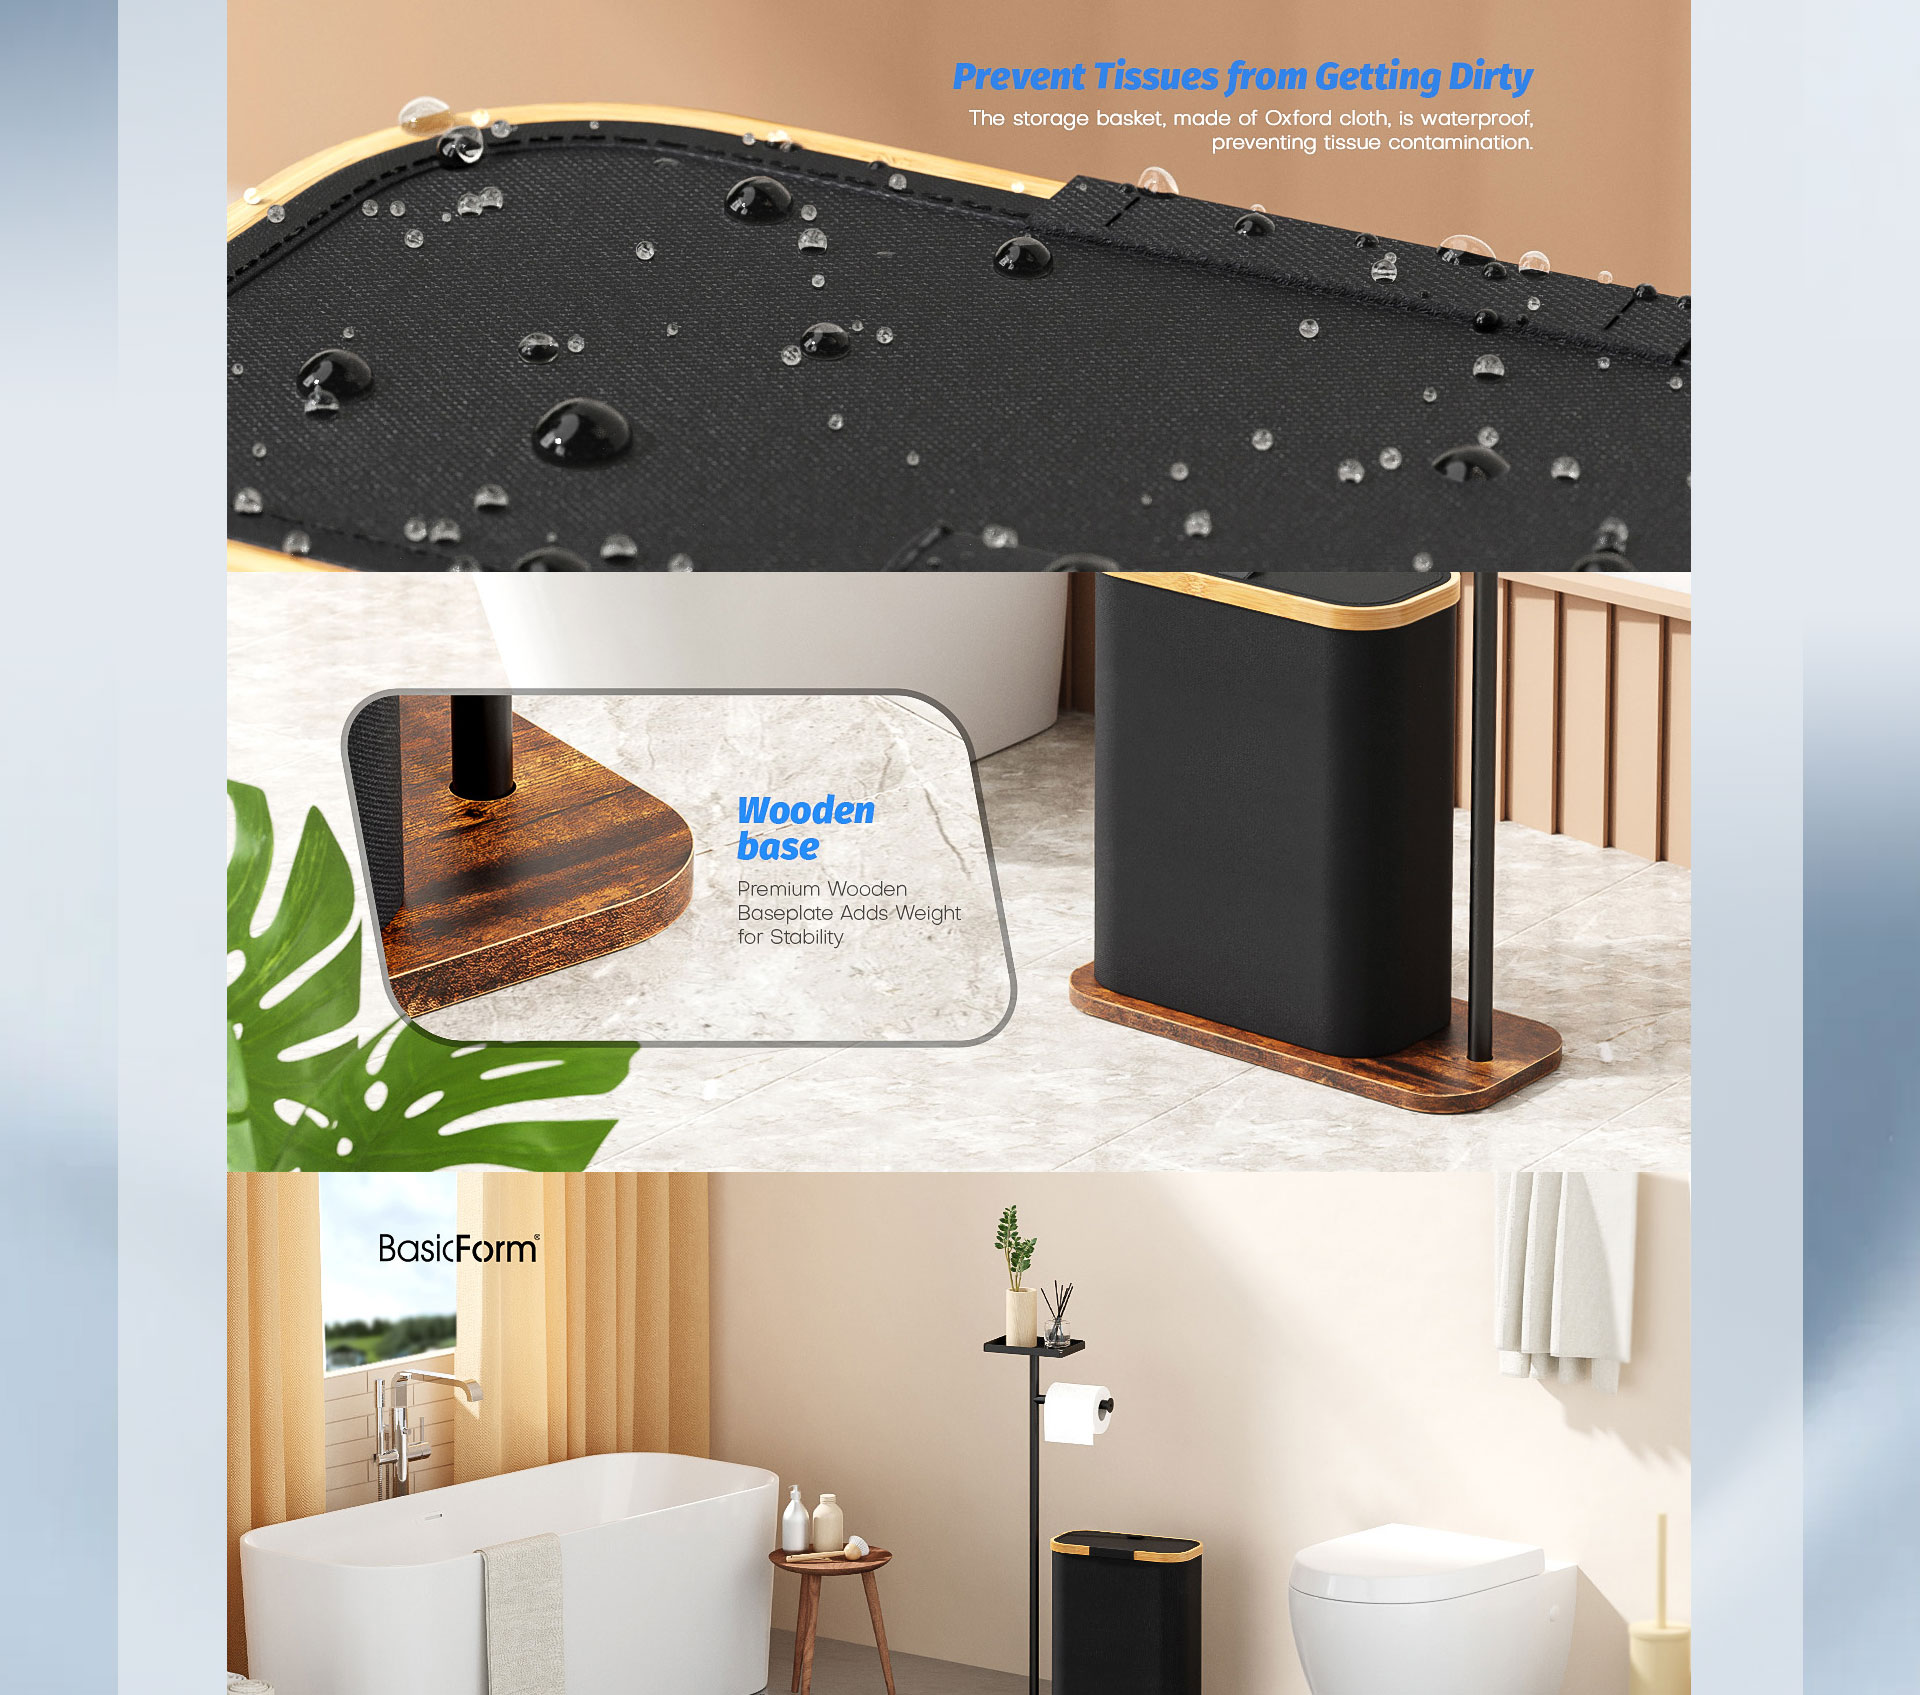 Prevent Tissues from Getting Dirty
The storage basket, made of Oxford cloth, is waterproof,
preventing tissue contamination.
Wooden
base
Premium Wooden
Baseplate Adds Weight
for Stability
BasicForm®